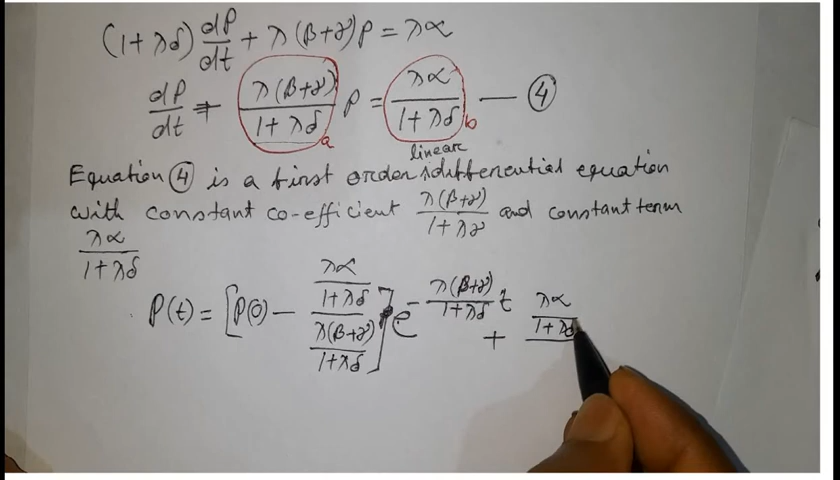 (1+λδ) dP/dt + λ(β+γ)P = λα
dP/dt + λ(β+γ)/(1+λδ) P = λα/(1+λδ) — ④
a b
linear
Equation ④ is a first order differential equation
with constant co-efficient λ(β+γ)/(1+λγ) and constant term
λα/(1+λδ)
P(t) = [P(0) − (λα/(1+λδ))/(λ(β+γ)/(1+λδ))] e^(−λ(β+γ)/(1+λδ) t) + λα/(1+λδ)